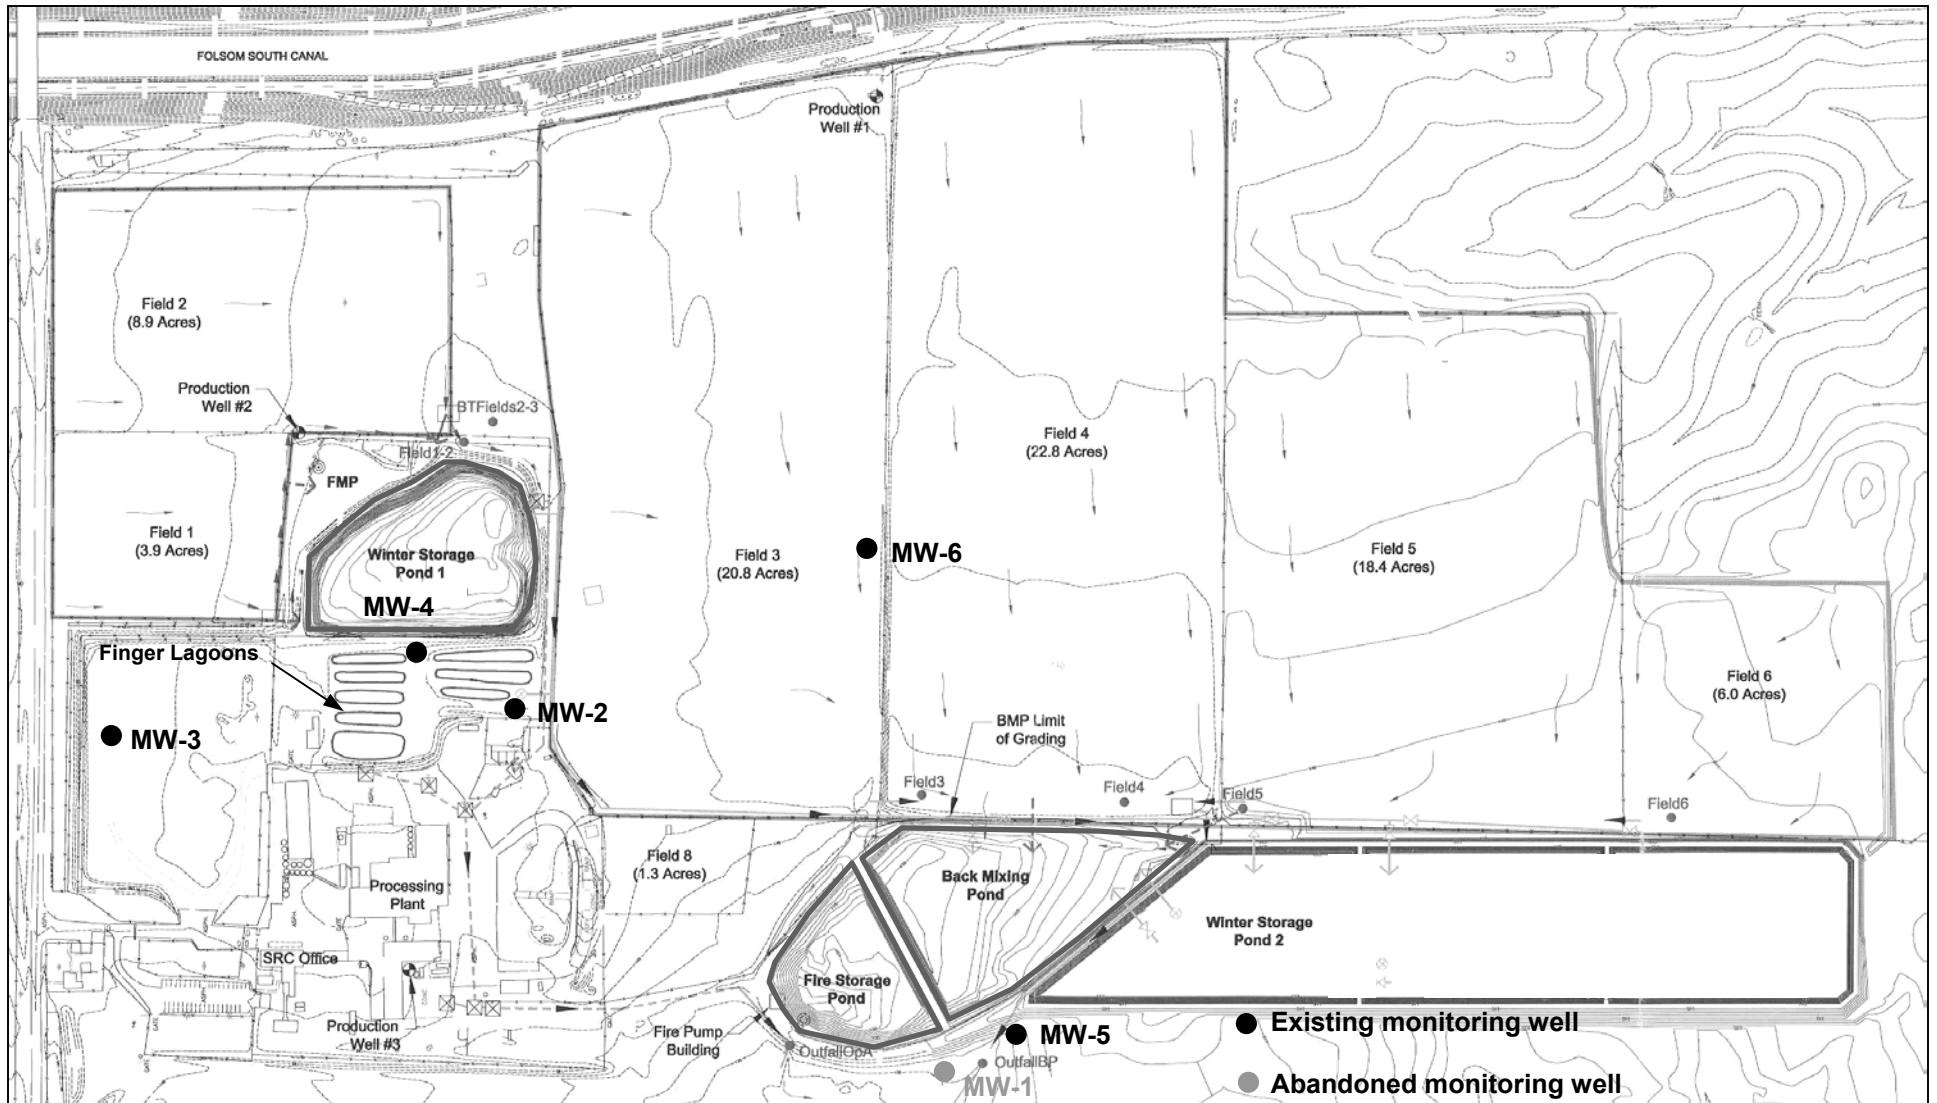 FOLSOM SOUTH CANAL
Production
Well #1
Field 2
(8.9 Acres)
Production
Well #2
BTFields2-3
Field1-2
FMP
Field 4
(22.8 Acres)
Field 1
(3.9 Acres)
Winter Storage
Pond 1
MW-4
Field 3
(20.8 Acres)
MW-6
Field 5
(18.4 Acres)
Finger Lagoons
MW-3
MW-2
Field 6
(6.0 Acres)
BMP Limit
of Grading
Field3
Field4
Field5
Field6
Field 8
(1.3 Acres)
Processing
Plant
Back Mixing
Pond
Winter Storage
Pond 2
SRC Office
Fire Storage
Pond
Production
Well #3
Fire Pump
Building
OutfallOpA
MW-5
OutfallBP
MW-1
Existing monitoring well
Abandoned monitoring well
GATE
GATE
GATE
GATE